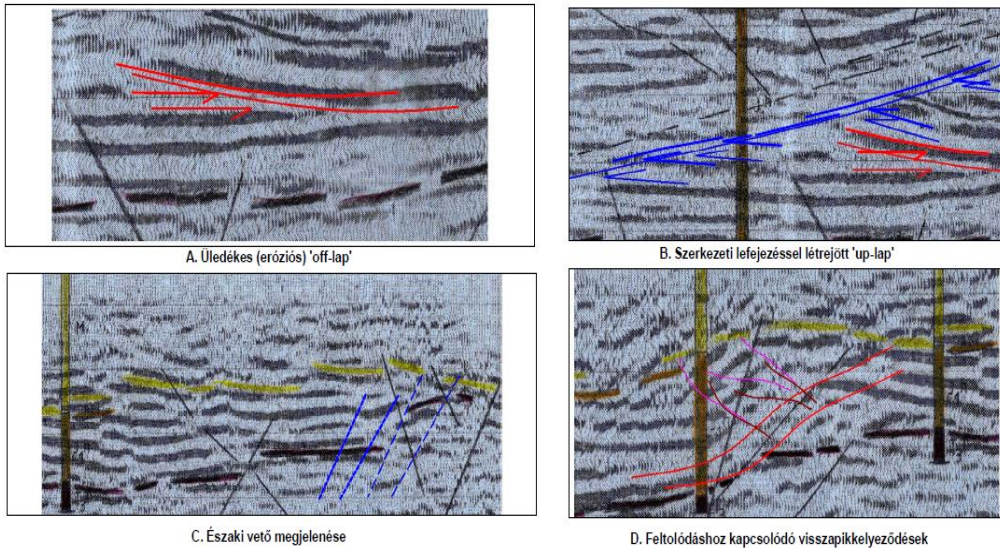 A. Üledékes (eróziós) 'off-lap'
B. Szerkezeti lefejezéssel létrejött 'up-lap'
C. Északi vető megjelenése
D. Feltolódáshoz kapcsolódó visszapikkelyeződések